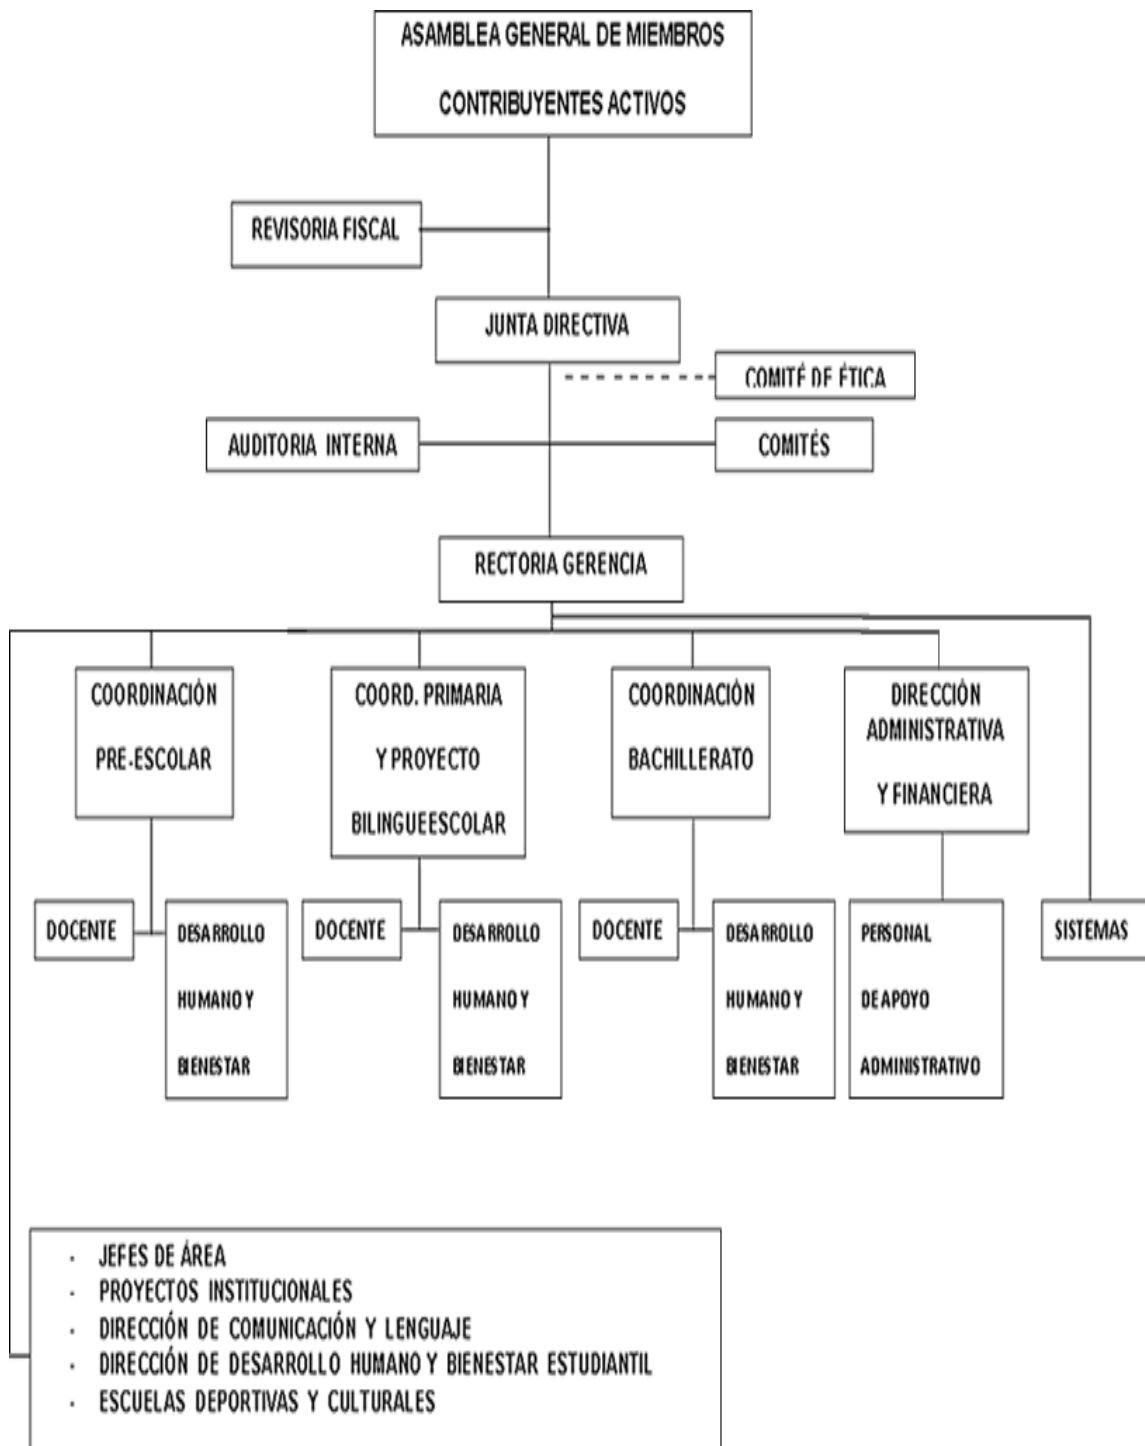 ASAMBLEA GENERAL DE MIEMBROS
CONTRIBUYENTES ACTIVOS
REVISORIA FISCAL
JUNTA DIRECTIVA
COMITÉ DE ÉTICA
AUDITORIA INTERNA
COMITÉS
RECTORIA GERENCIA
COORDINACIÓN
PRE-ESCOLAR
COORD. PRIMARIA
Y PROYECTO
BILINGUEESCOLAR
COORDINACIÓN
BACHILLERATO
DIRECCIÓN
ADMINISTRATIVA
Y FINANCIERA
DOCENTE
DESARROLLO
HUMANO Y
BIENESTAR
DOCENTE
DESARROLLO
HUMANO Y
BIENESTAR
DOCENTE
DESARROLLO
HUMANO Y
BIENESTAR
PERSONAL
DE APOYO
ADMINISTRATIVO
SISTEMAS
· JEFES DE ÁREA
· PROYECTOS INSTITUCIONALES
· DIRECCIÓN DE COMUNICACIÓN Y LENGUAJE
· DIRECCIÓN DE DESARROLLO HUMANO Y BIENESTAR ESTUDIANTIL
· ESCUELAS DEPORTIVAS Y CULTURALES